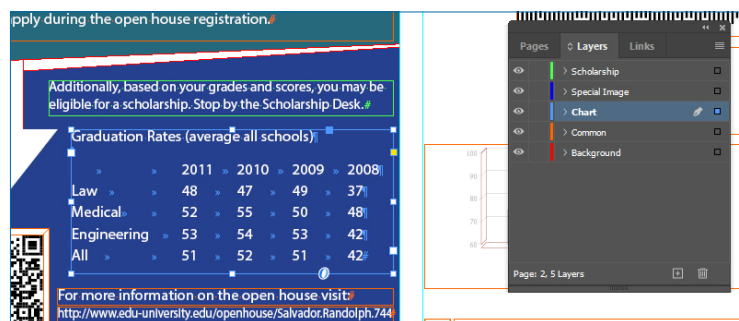 apply during the open house registration.
Additionally, based on your grades and scores, you may be
eligible for a scholarship. Stop by the Scholarship Desk.
Graduation Rates (average all schools)
2011 2010 2009 2008
Law 48 47 49 37
Medical 52 55 50 48
Engineering 53 54 53 42
All 51 52 51 42
For more information on the open house visit:
http://www.edu-university.edu/openhouse/Salvador.Randolph.744
100
90
80
70
60
Pages Layers Links
Scholarship
Special Image
Chart
Common
Background
Page: 2, 5 Layers